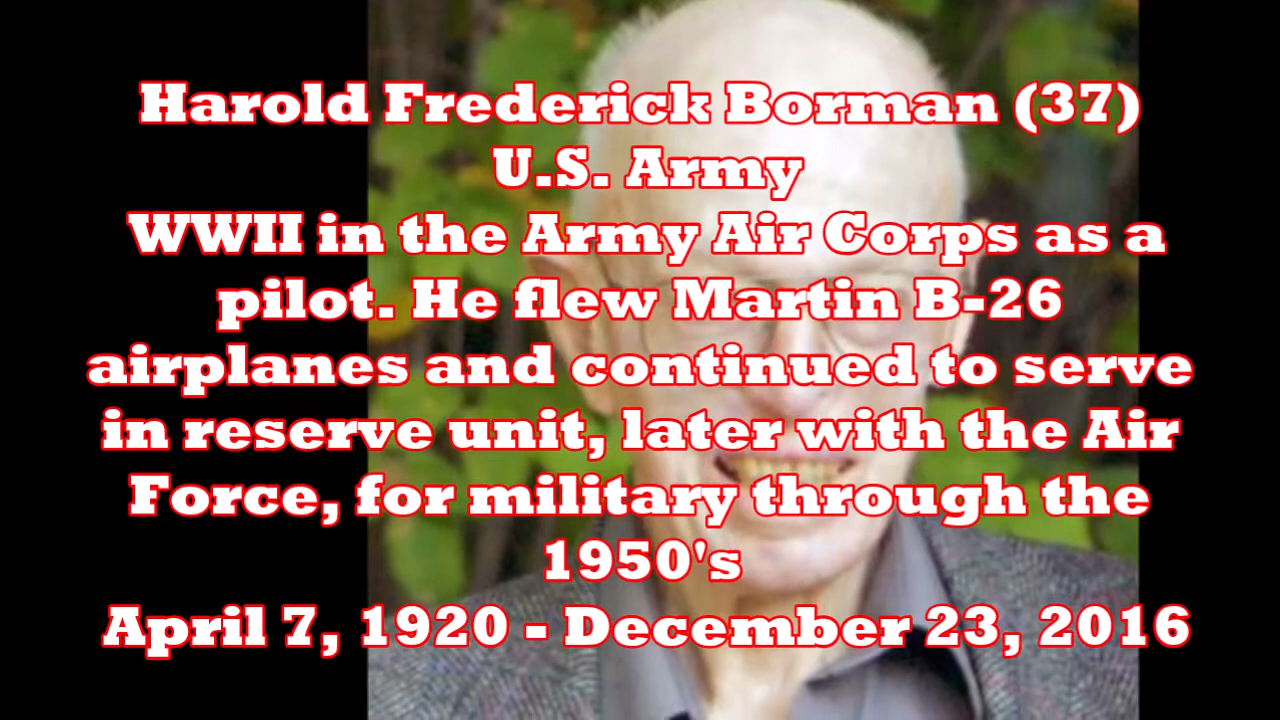 Harold Frederick Borman (37)
U.S. Army
WWII in the Army Air Corps as a
pilot. He flew Martin B-26
airplanes and continued to serve
in reserve unit, later with the Air
Force, for military through the
1950's
April 7, 1920 - December 23, 2016